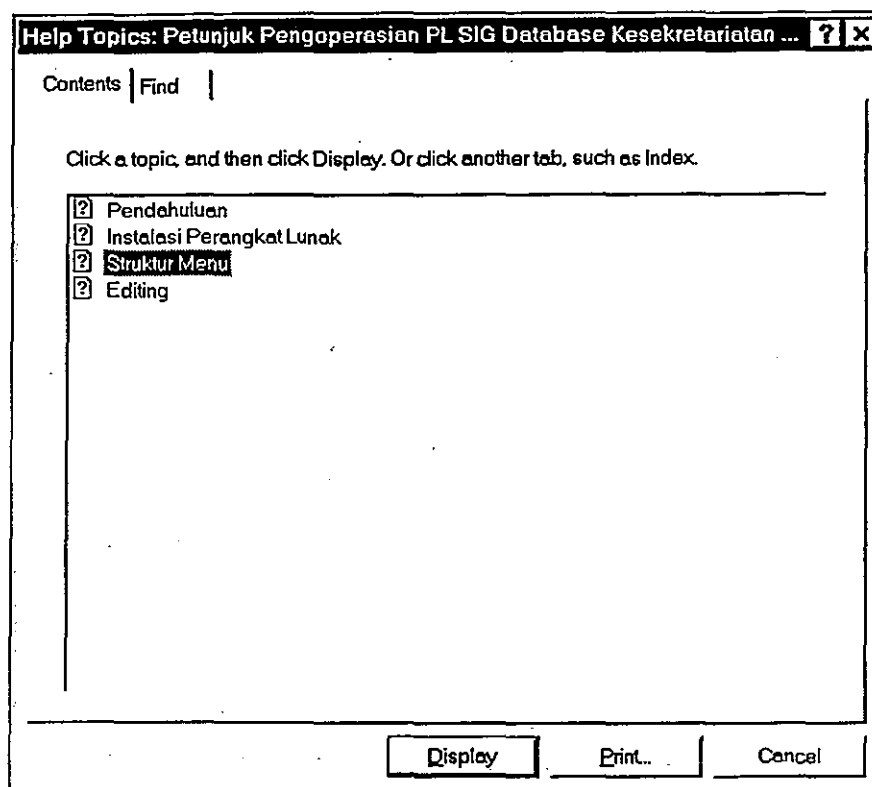 Help Topics: Petunjuk Pengoperasian PL SIG Database Kesekretariatan ... ? ×
Contents Find
Click a topic, and then click Display. Or click another tab, such as Index.
? Pendahuluan
? Instalasi Perangkat Lunak
? Struktur Menu
? Editing
Display Print... Cancel